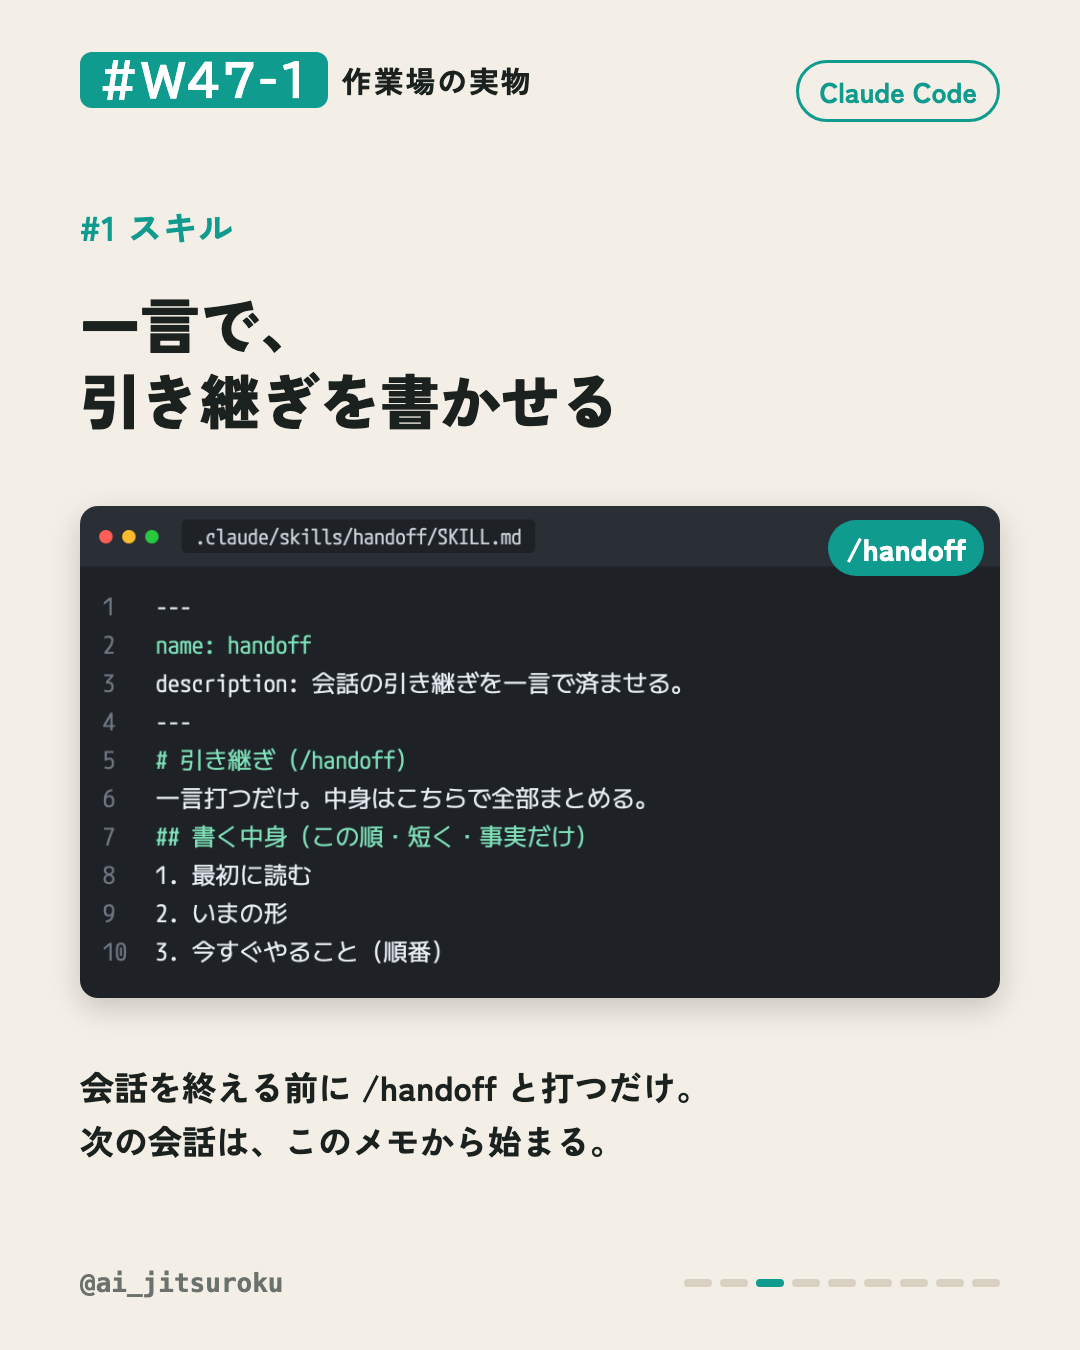 #W47-1 作業場の実物
Claude Code
#1 スキル
一言で、
引き継ぎを書かせる
.claude/skills/handoff/SKILL.md
/handoff
1 ---
2 name: handoff
3 description: 会話の引き継ぎを一言で済ませる。
4 ---
5 # 引き継ぎ（/handoff）
6 一言打つだけ。中身はこちらで全部まとめる。
7 ## 書く中身（この順・短く・事実だけ）
8 1. 最初に読む
9 2. いまの形
10 3. 今すぐやること（順番）
会話を終える前に /handoff と打つだけ。
次の会話は、このメモから始まる。
@ai_jitsuroku